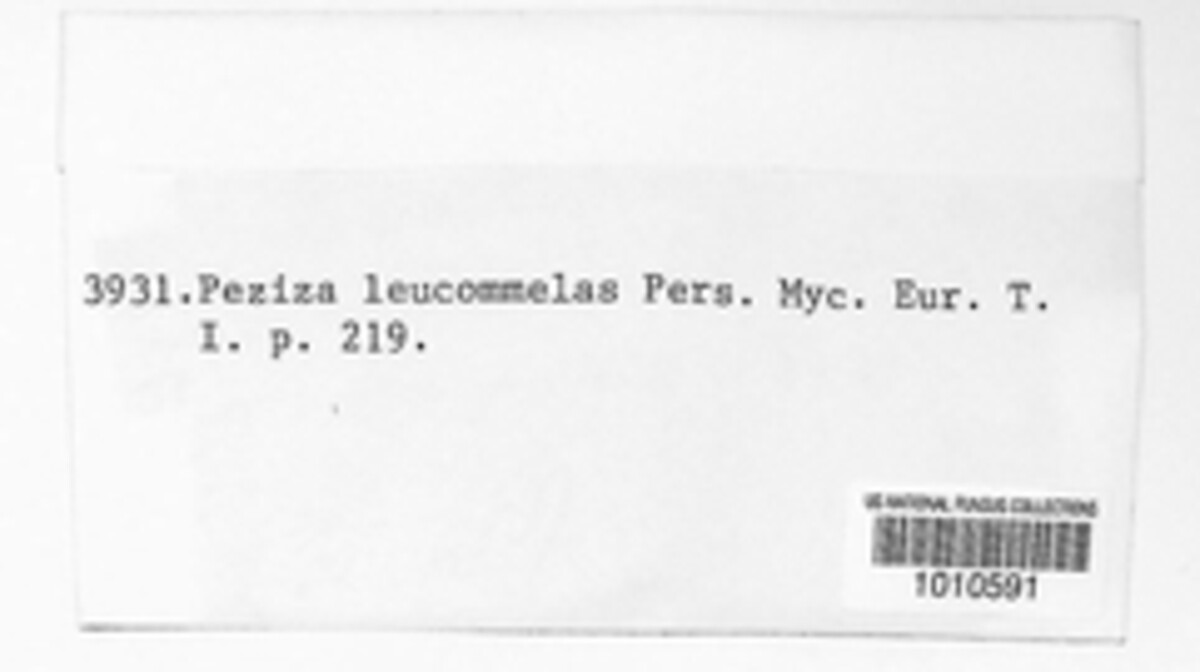 3931. Peziza leucommelas Pers. Myc. Eur. T.
I. p. 219.
US NATIONAL FUNGUS COLLECTIONS
1010591